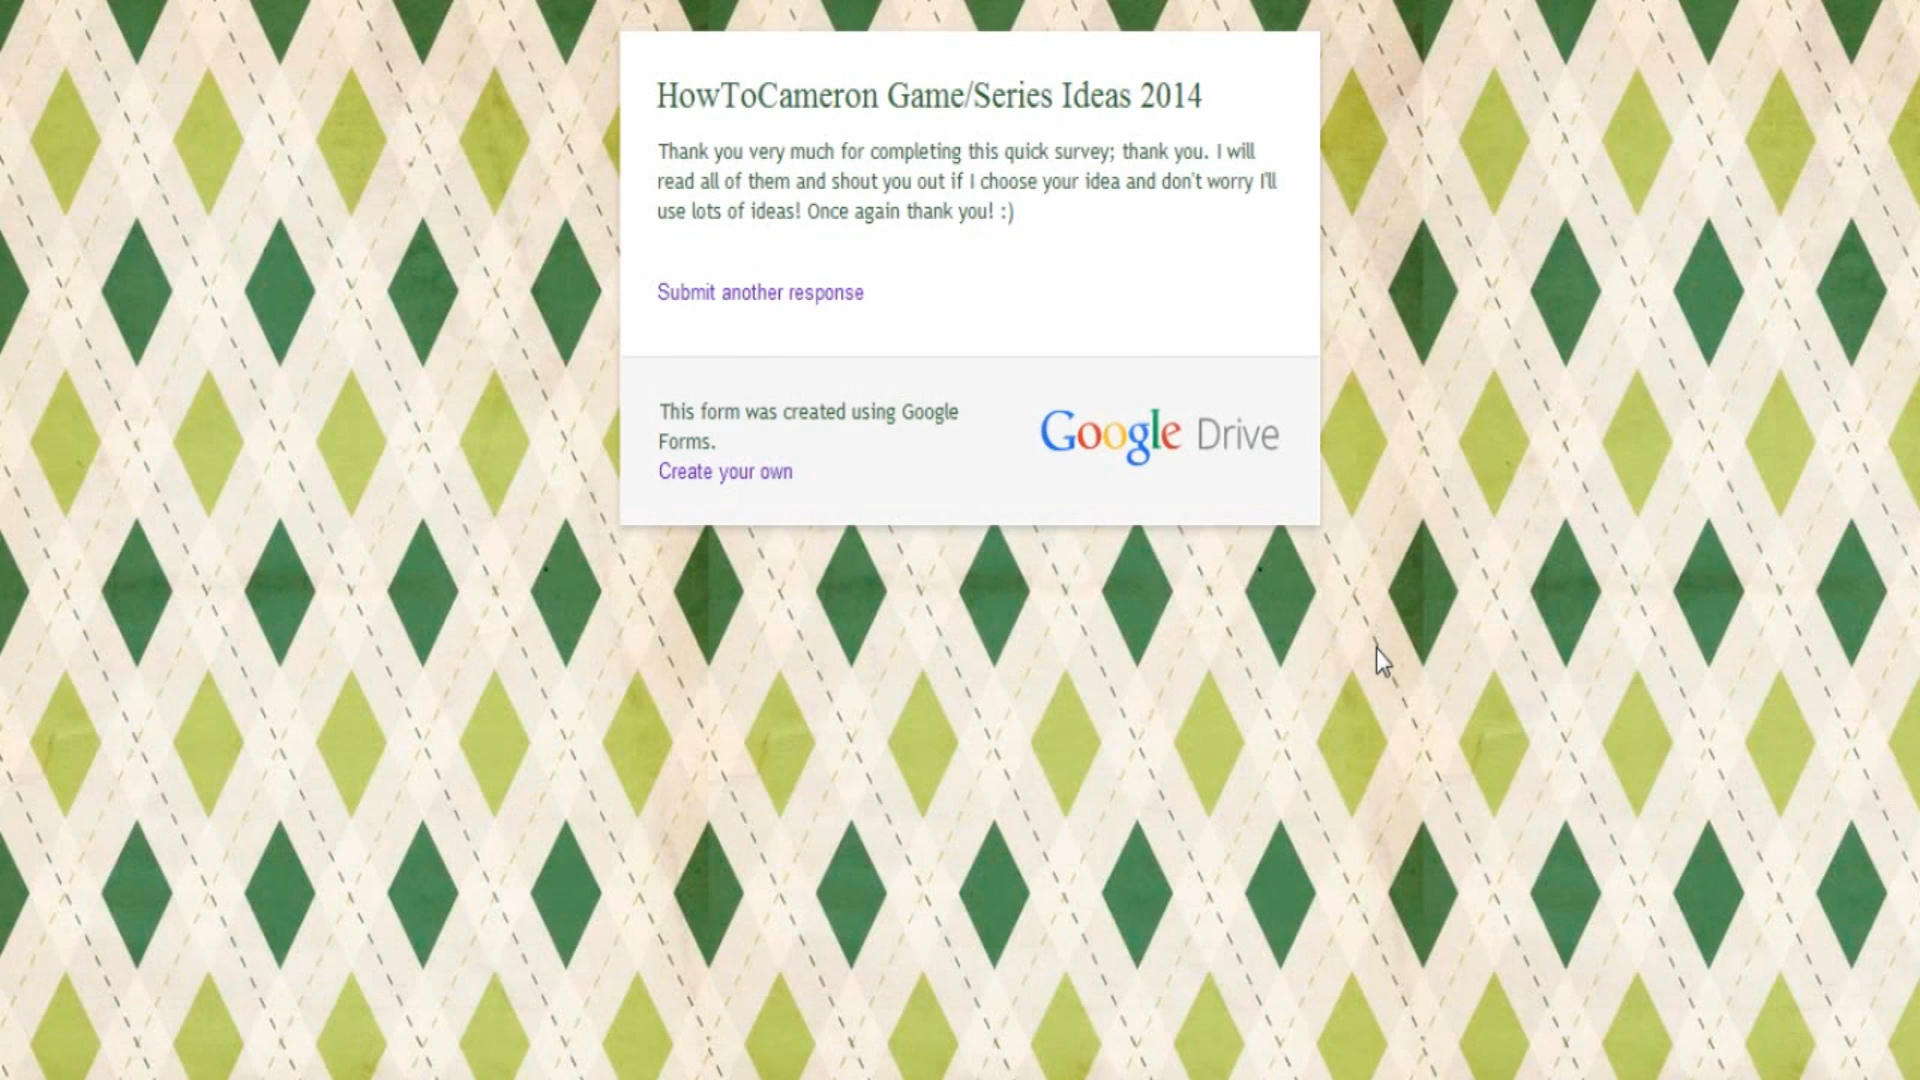 HowToCameron Game/Series Ideas 2014
Thank you very much for completing this quick survey; thank you. I will
read all of them and shout you out if I choose your idea and don't worry I'll
use lots of ideas! Once again thank you! :)
Submit another response
This form was created using Google
Forms.
Create your own
Google Drive